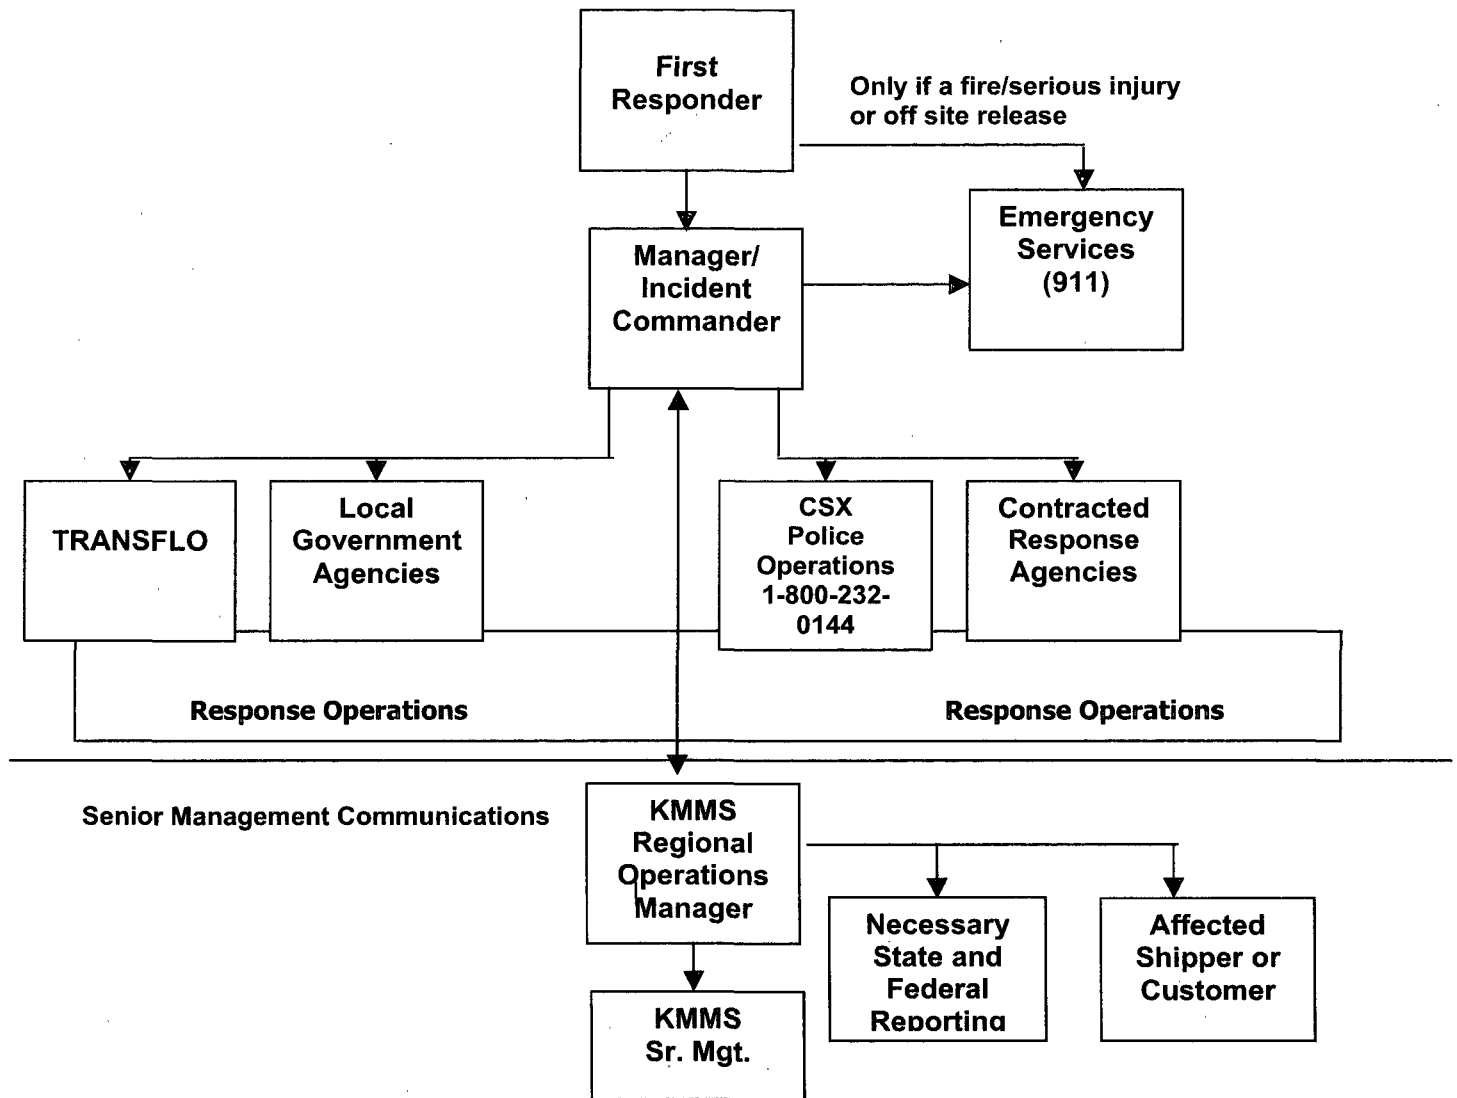 First
Responder
Only if a fire/serious injury
or off site release
Emergency
Services
(911)
Manager/
Incident
Commander
TRANSFLO
Local
Government
Agencies
CSX
Police
Operations
1-800-232-
0144
Contracted
Response
Agencies
Response Operations
Response Operations
Senior Management Communications
KMMS
Regional
Operations
Manager
Necessary
State and
Federal
Reporting
Affected
Shipper or
Customer
KMMS
Sr. Mgt.